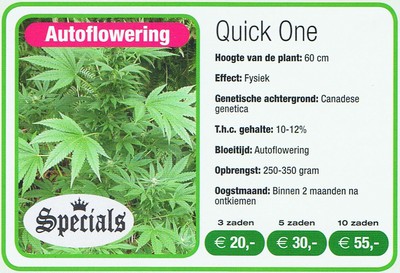 Autoflowering
Quick One
Hoogte van de plant: 60 cm
Effect: Fysiek
Genetische achtergrond: Canadese
genetica
T.h.c. gehalte: 10-12%
Bloeitijd: Autoflowering
Opbrengst: 250-350 gram
Oogstmaand: Binnen 2 maanden na
ontkiemen
Specials
3 zaden 5 zaden 10 zaden
€ 20,- € 30,- € 55,-